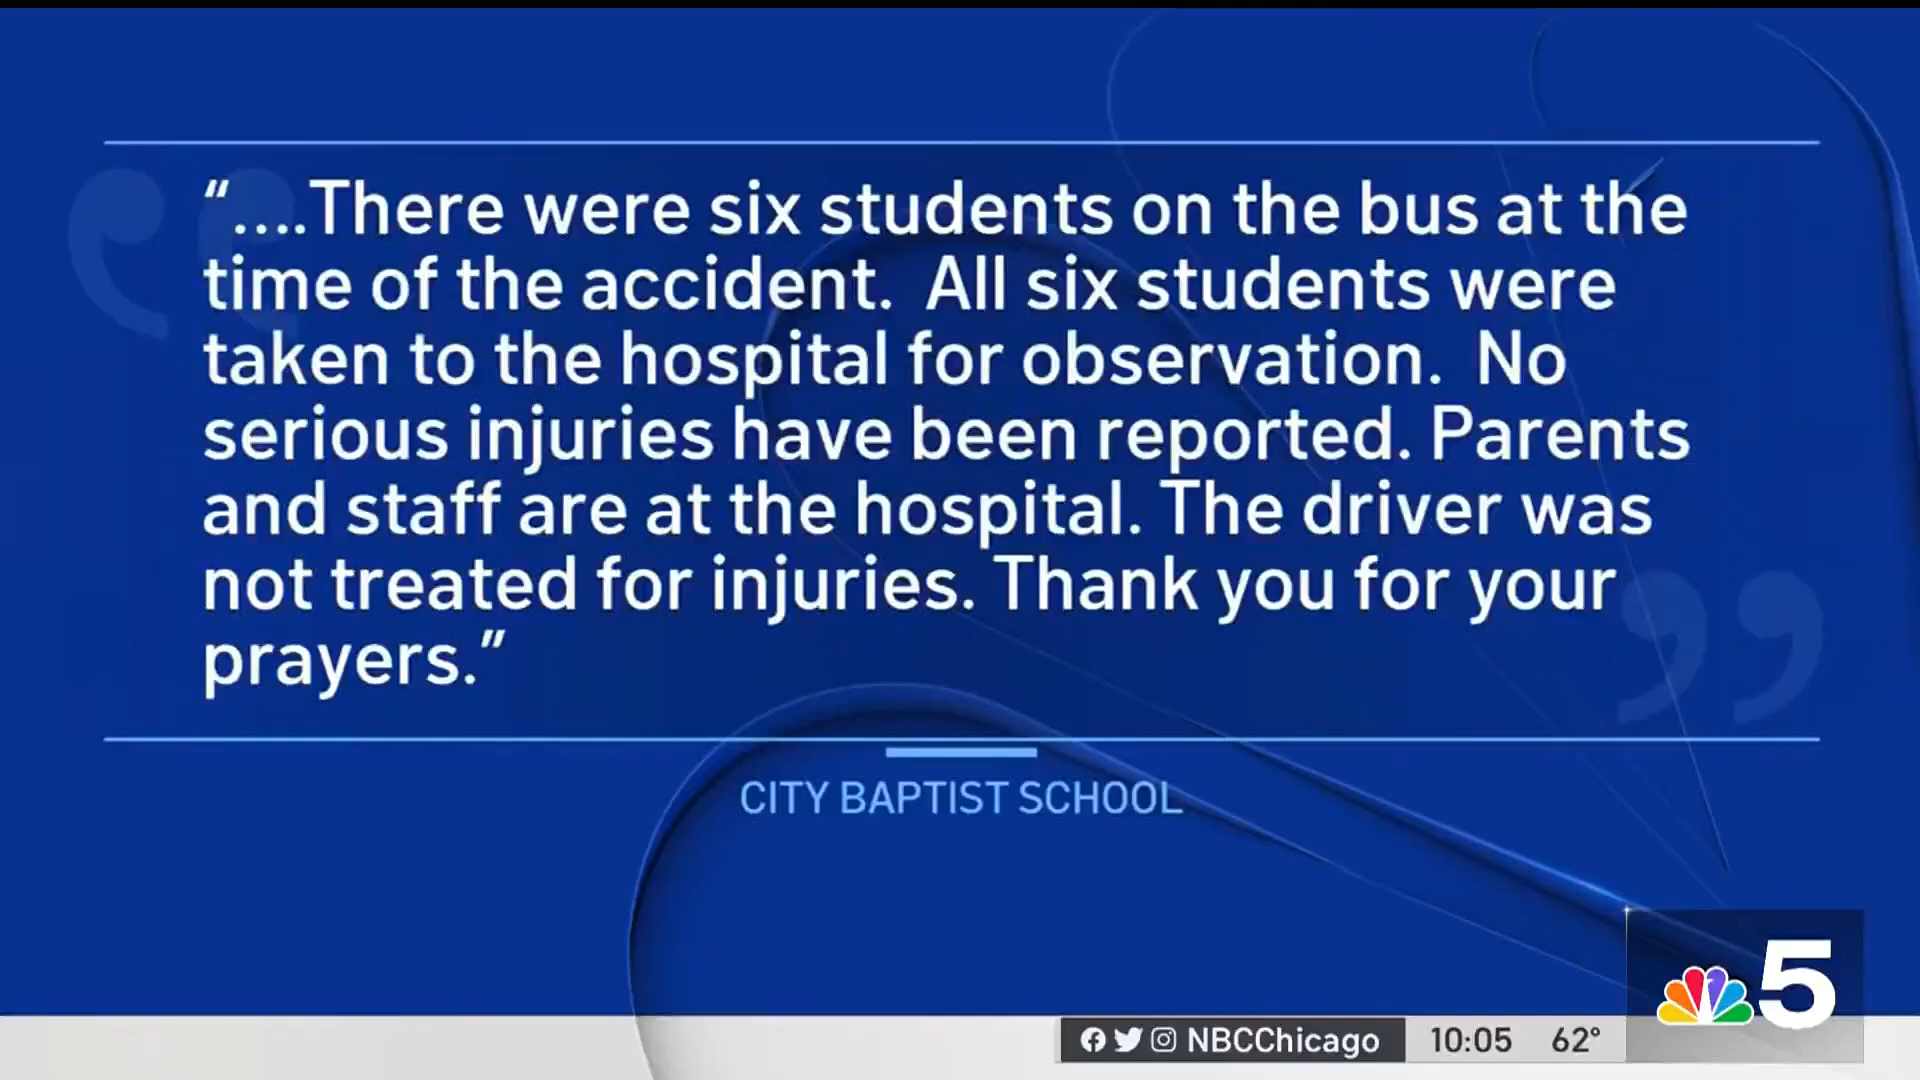 “....There were six students on the bus at the
time of the accident.  All six students were
taken to the hospital for observation.  No
serious injuries have been reported. Parents
and staff are at the hospital. The driver was
not treated for injuries. Thank you for your
prayers.”
CITY BAPTIST SCHOOL
5
NBCChicago 10:05 62°